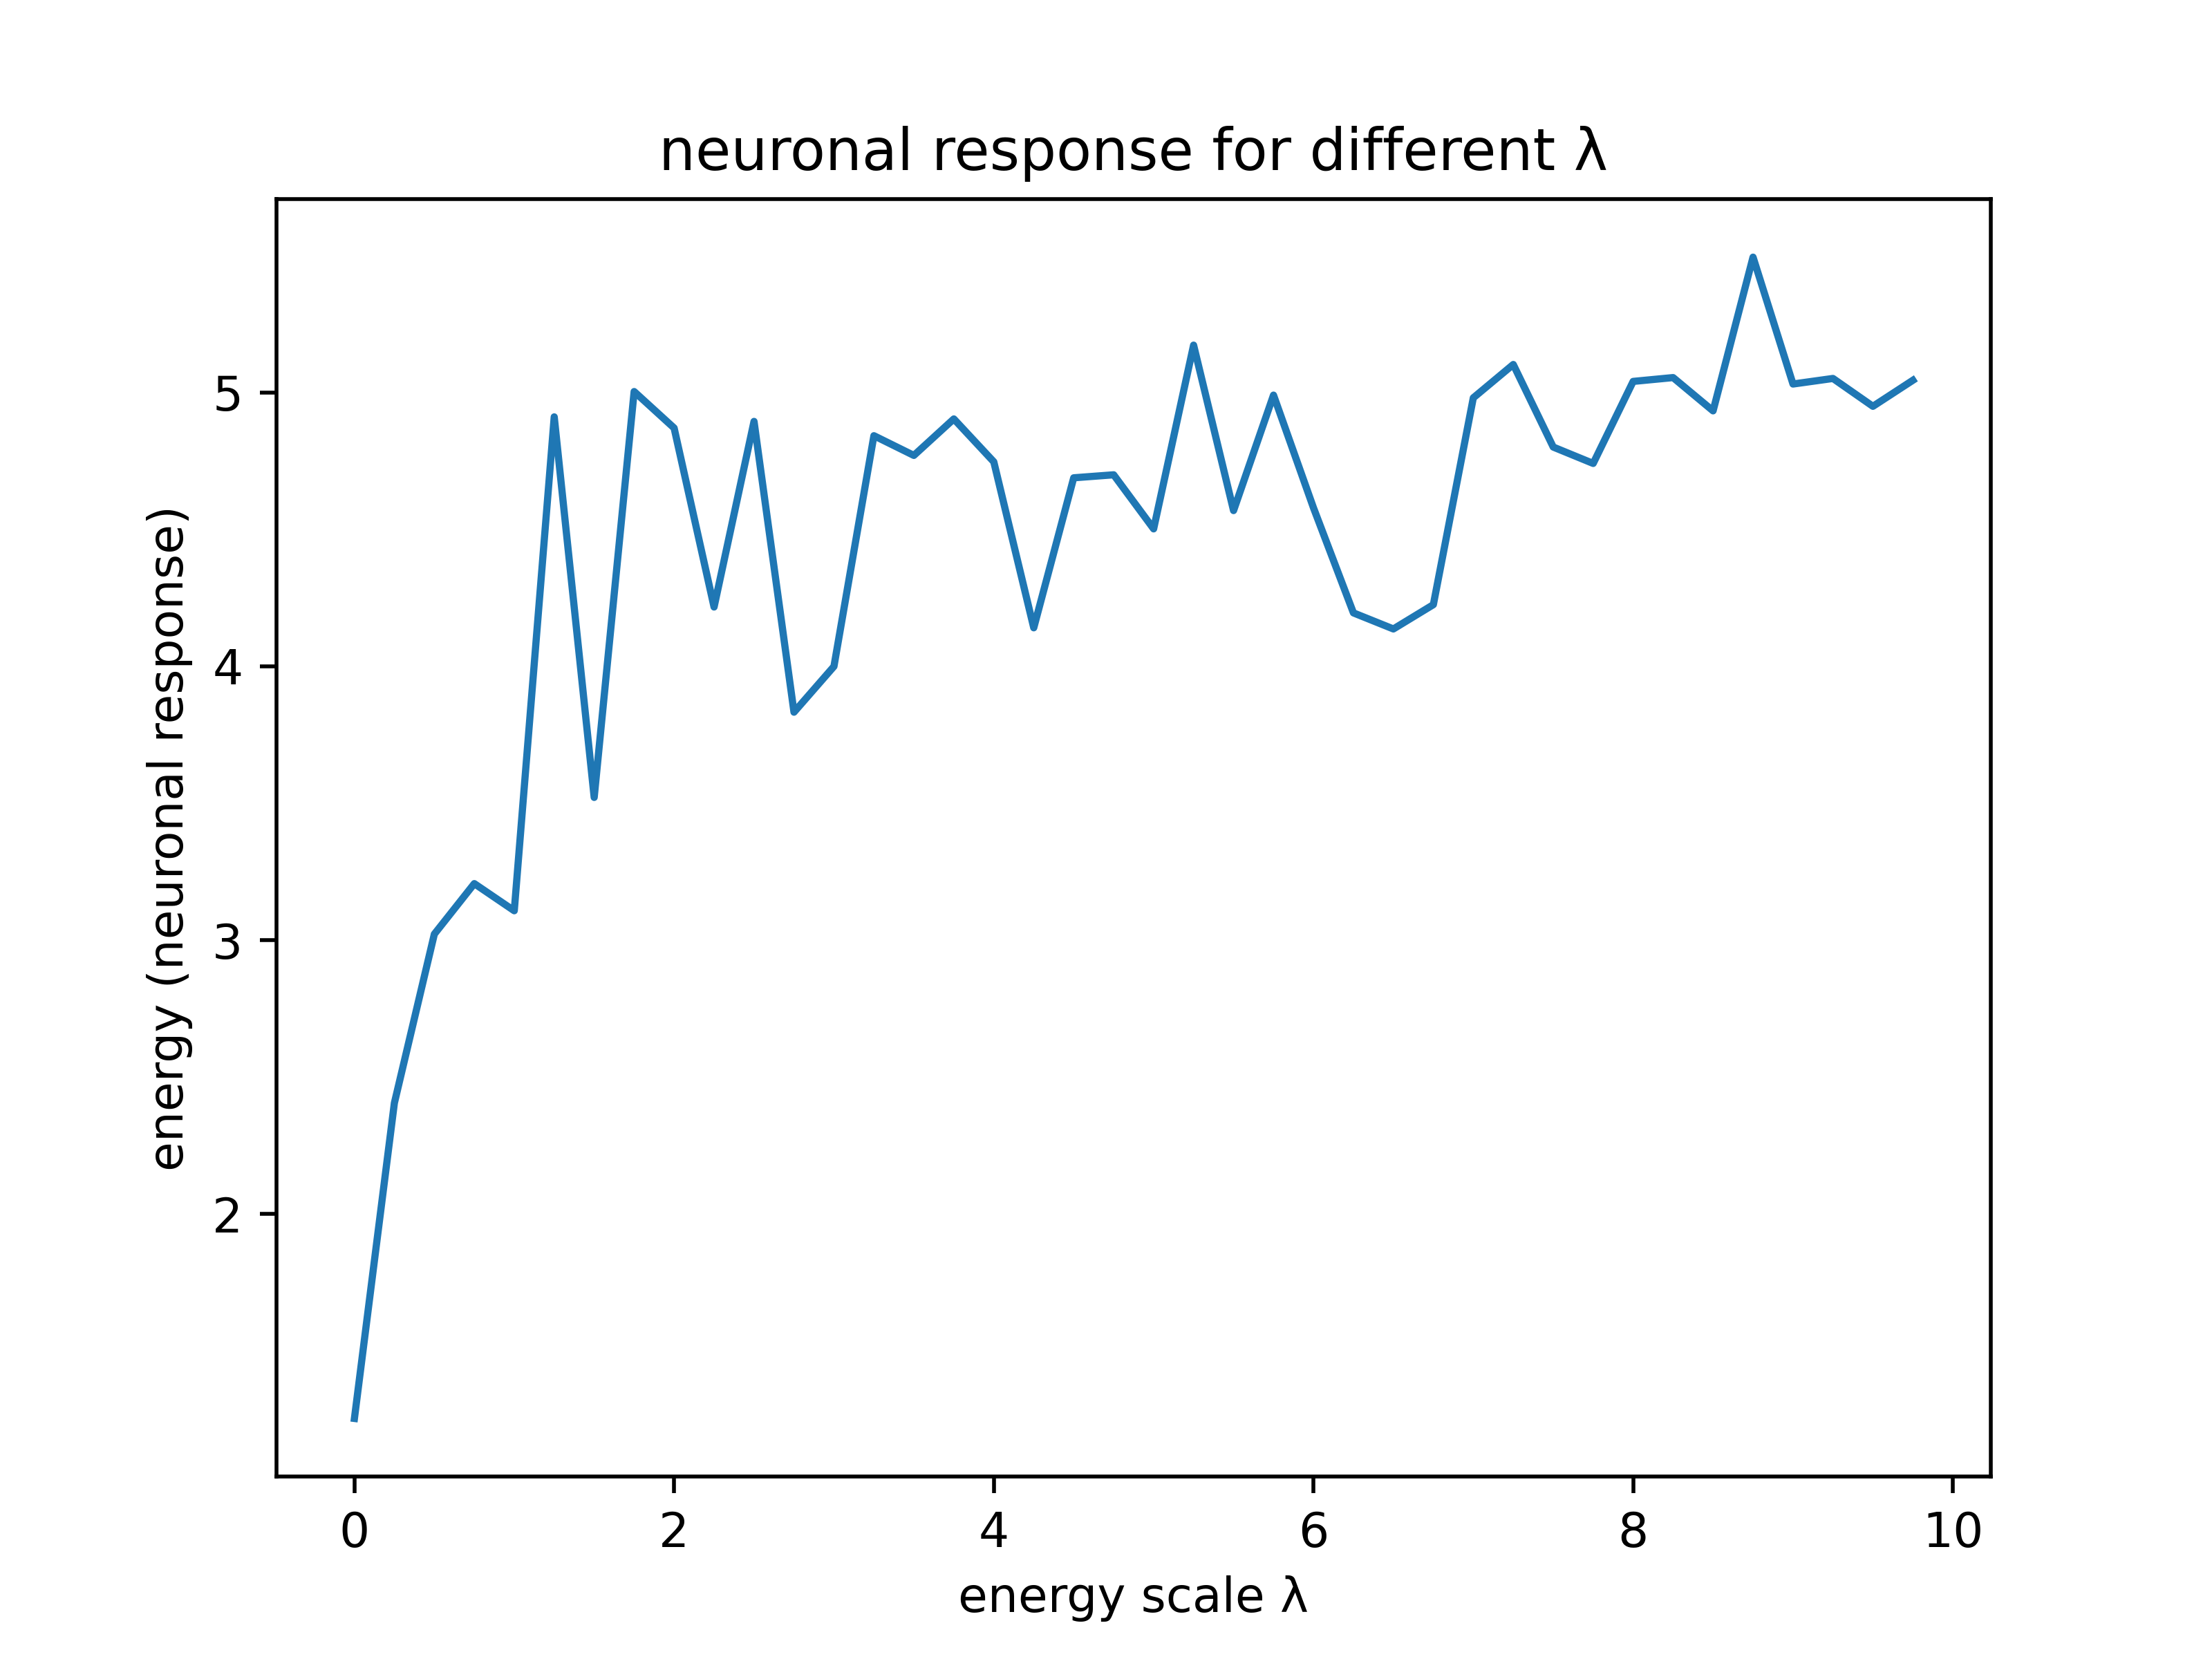 neuronal response for different λ
energy (neuronal response)
5
4
3
2
0 2 4 6 8 10
energy scale λ